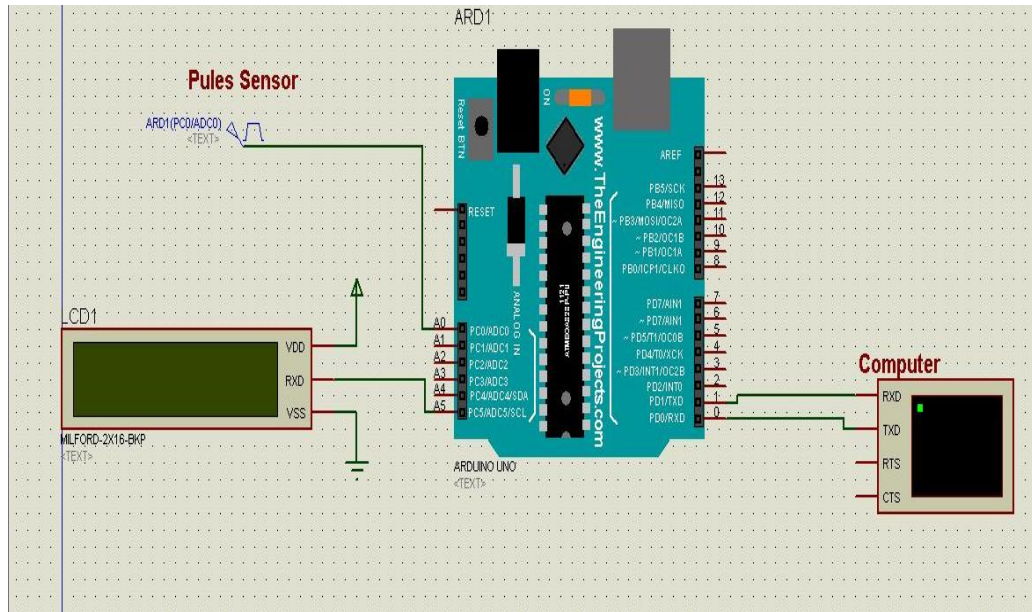 ARD1
Pules Sensor
ARD1(PC0/ADC0)
<TEXT>
Reset BTN
ON
www.TheEngineeringProjects.com
ANALOG IN
1121
RESET
A0 PC0/ADC0
A1 PC1/ADC1
A2 PC2/ADC2
A3 PC3/ADC3
A4 PC4/ADC4/SDA
A5 PC5/ADC5/SCL
AREF
PB5/SCK 13
PB4/MISO 12
~ PB3/MOSI/OC2A 11
~ PB2/OC1B 10
~ PB1/OC1A 9
PB0/ICP1/CLKO 8
PD7/AIN1 7
~ PD7/AIN1 6
~ PD5/T1/OC0B 5
PD4/T0/XCK 4
~ PD3/INT1/OC2B 3
PD2/INT0 2
PD1/TXD 1
PD0/RXD 0
ARDUINO UNO
<TEXT>
LCD1
VDD
RXD
VSS
MILFORD-2X16-BKP
<TEXT>
Computer
RXD
TXD
RTS
CTS